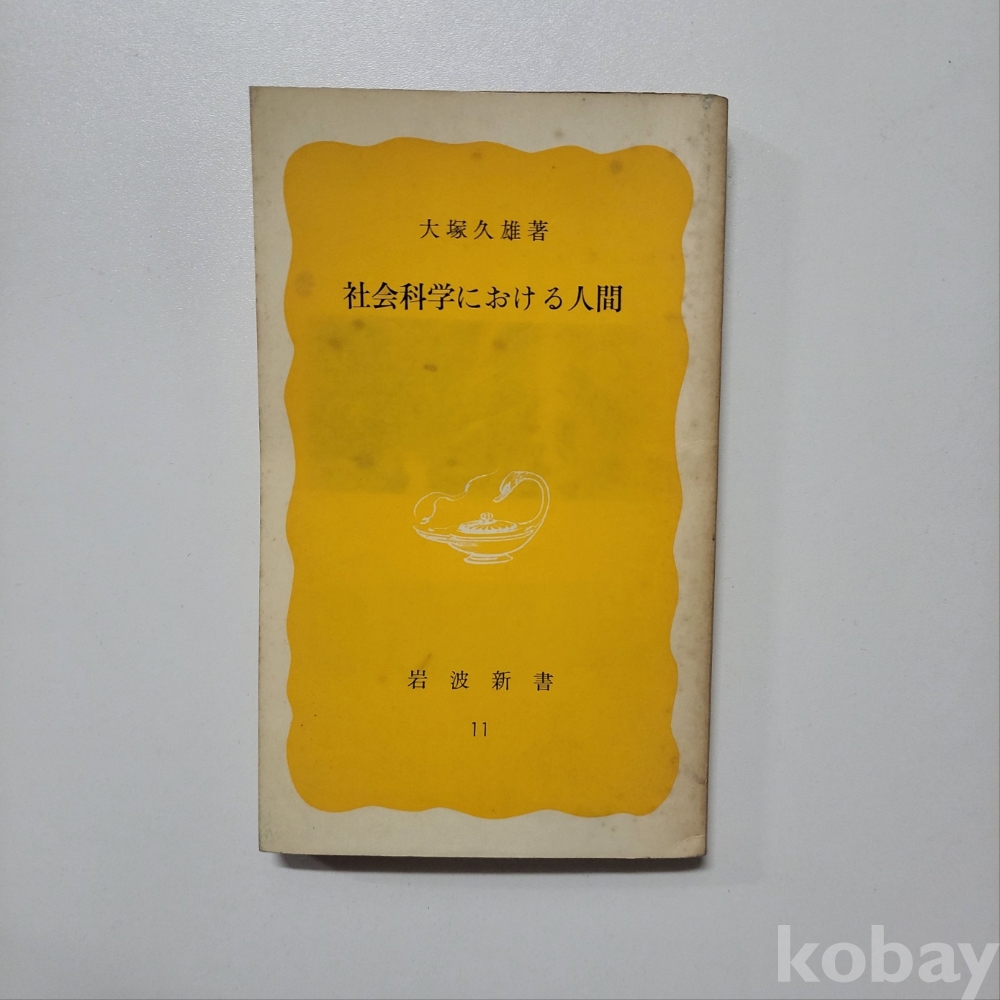 大塚久雄著
社会科学における人間
岩波新書
11
kobay